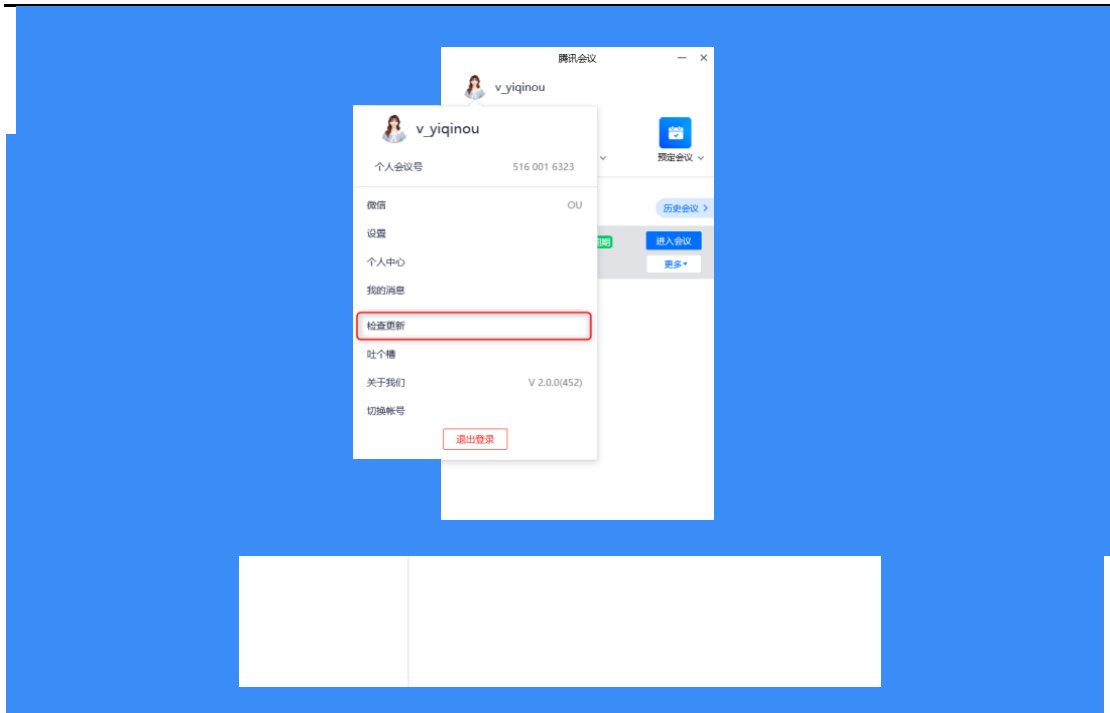 腾讯会议
v_yiqinou
v_yiqinou
个人会议号 516 001 6323
预定会议
微信 OU
历史会议
设置
进入会议
个人中心
更多
我的消息
检查更新
吐个槽
关于我们 V 2.0.0(452)
切换帐号
退出登录